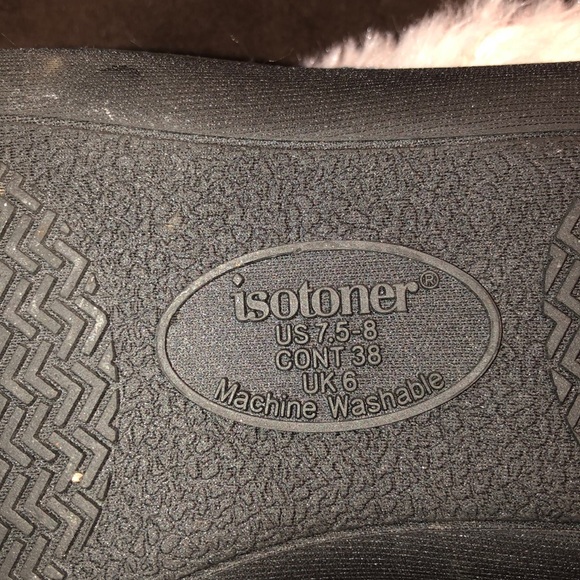 isotoner®
US 7.5-8
CONT 38
UK 6
Machine Washable